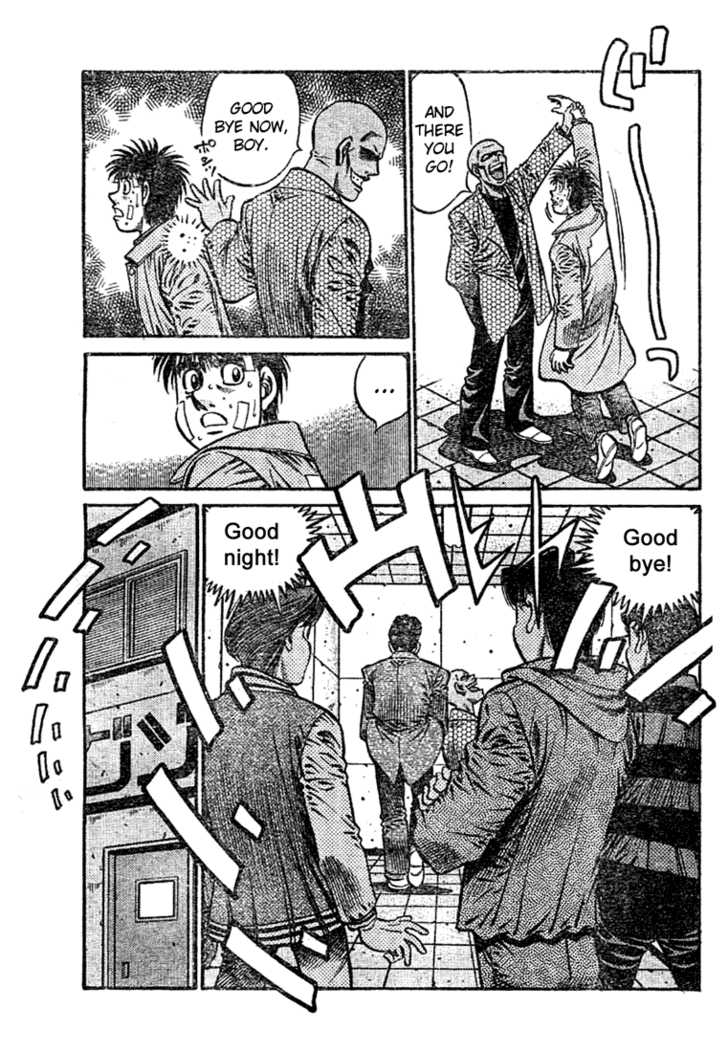 AND
THERE
YOU
GO!
GOOD
BYE NOW,
BOY.
...
Good
bye!
Good
night!